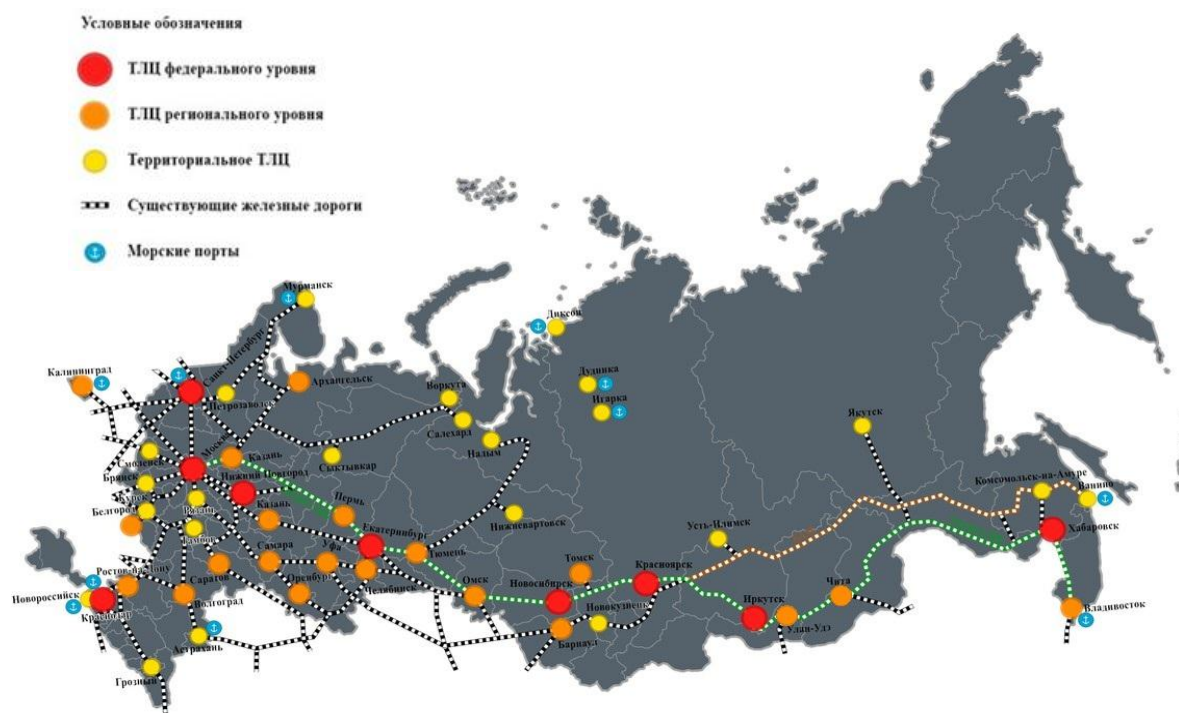 Условные обозначения
ТЛЦ федерального уровня
ТЛЦ регионального уровня
Территориальное ТЛЦ
Существующие железные дороги
Морские порты
Мурманск
Диксон
Санкт-Петербург
Калининград
Архангельск
Дудинка
Петрозаводск
Воркута
Игарка
Якутск
Салехард
Москва
Надым
Смоленск
Казань
Сыктывкар
Брянск
Нижний Новгород
Комсомольск-на-Амуре
Ванино
Курск
Пермь
Белгород
Рязань
Казань
Нижневартовск
Усть-Илимск
Хабаровск
Тамбов
Екатеринбург
Тюмень
Самара
Уфа
Томск
Красноярск
Ростов-на-Дону
Саратов
Оренбург
Челябинск
Омск
Новосибирск
Чита
Новороссийск
Волгоград
Новокузнецк
Иркутск
Владивосток
Краснодар
Улан-Удэ
Барнаул
Астрахань
Грозный